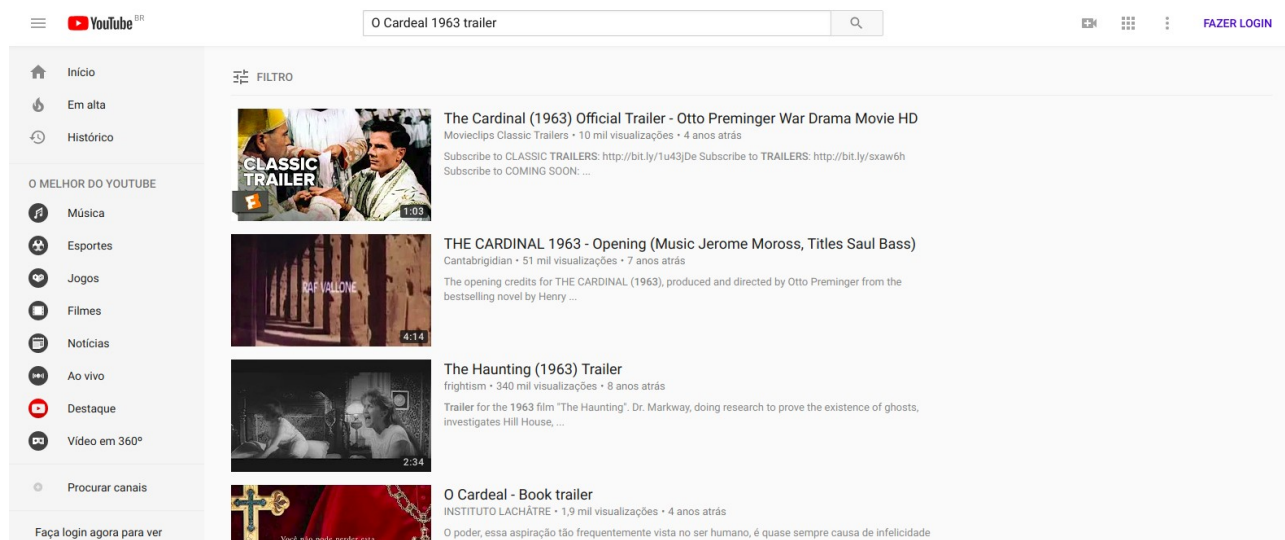 YouTube BR
O Cardeal 1963 trailer
FAZER LOGIN
Início
Em alta
Histórico
O MELHOR DO YOUTUBE
Música
Esportes
Jogos
Filmes
Notícias
Ao vivo
Destaque
Vídeo em 360º
Procurar canais
Faça login agora para ver
FILTRO
CLASSIC
TRAILER
1:03
The Cardinal (1963) Official Trailer - Otto Preminger War Drama Movie HD
Movieclips Classic Trailers • 10 mil visualizações • 4 anos atrás
Subscribe to CLASSIC TRAILERS: http://bit.ly/1u43jDe Subscribe to TRAILERS: http://bit.ly/sxaw6h
Subscribe to COMING SOON: ...
RAF VALLONE
4:14
THE CARDINAL 1963 - Opening (Music Jerome Moross, Titles Saul Bass)
Cantabrigidian • 51 mil visualizações • 7 anos atrás
The opening credits for THE CARDINAL (1963), produced and directed by Otto Preminger from the
bestselling novel by Henry ...
2:34
The Haunting (1963) Trailer
frightism • 340 mil visualizações • 8 anos atrás
Trailer for the 1963 film "The Haunting". Dr. Markway, doing research to prove the existence of ghosts,
investigates Hill House, ...
Você não pode perder esta
O Cardeal - Book trailer
INSTITUTO LACHÂTRE • 1,9 mil visualizações • 4 anos atrás
O poder, essa aspiração tão frequentemente vista no ser humano, é quase sempre causa de infelicidade